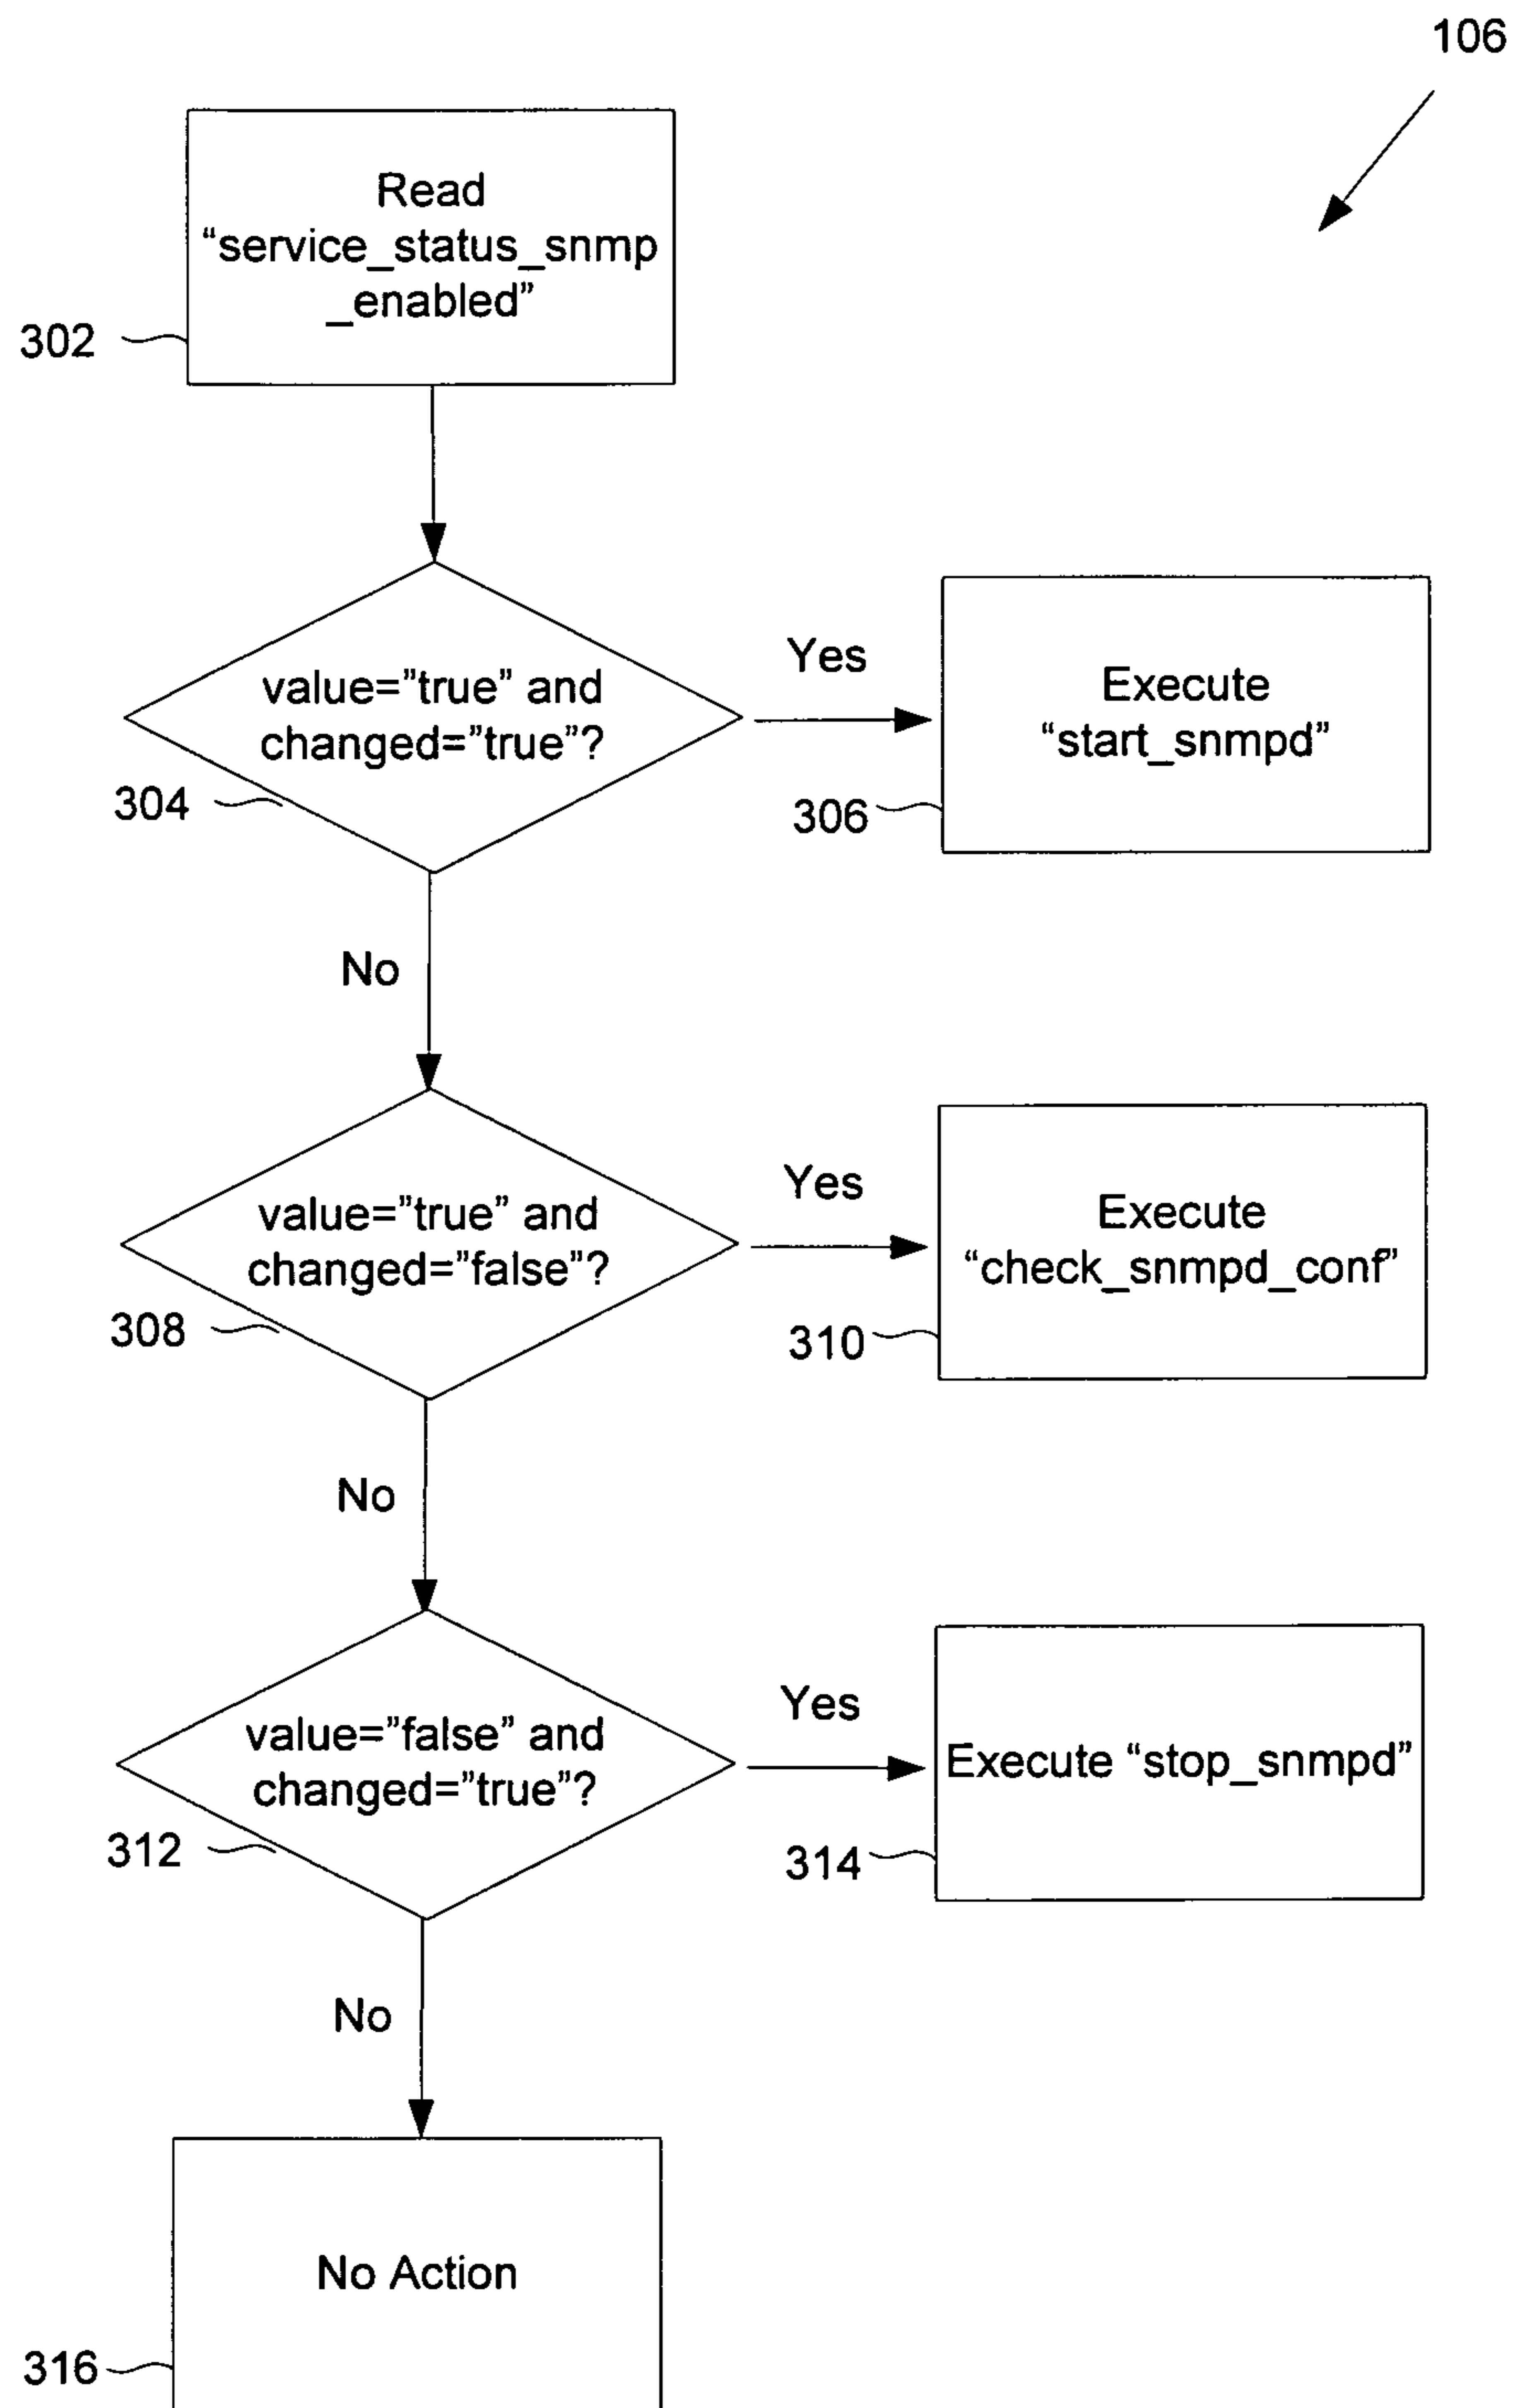 106
Read
“service_status_snmp
_enabled”
302
value=”true” and
changed=”true”?
304
Yes
Execute
“start_snmpd”
306
No
value=”true” and
changed=”false”?
308
Yes
Execute
“check_snmpd_conf”
310
No
value=”false” and
changed=”true”?
312
Yes
Execute “stop_snmpd”
314
No
No Action
316